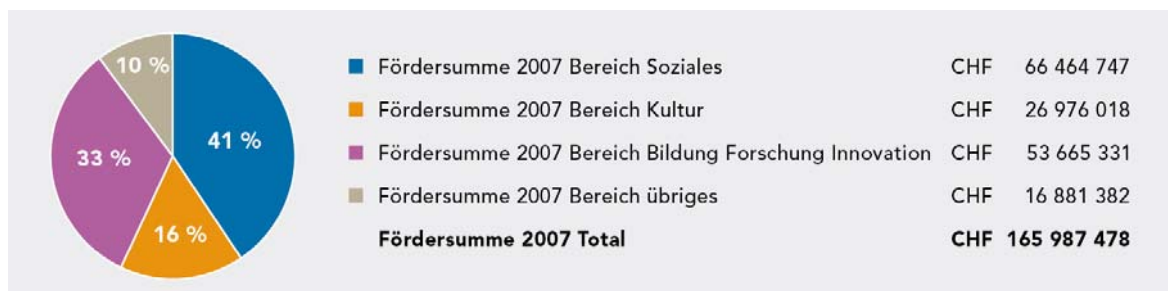 10 %
41 %
33 %
16 %
Fördersumme 2007 Bereich Soziales CHF 66 464 747
Fördersumme 2007 Bereich Kultur CHF 26 976 018
Fördersumme 2007 Bereich Bildung Forschung Innovation CHF 53 665 331
Fördersumme 2007 Bereich übriges CHF 16 881 382
Fördersumme 2007 Total CHF 165 987 478